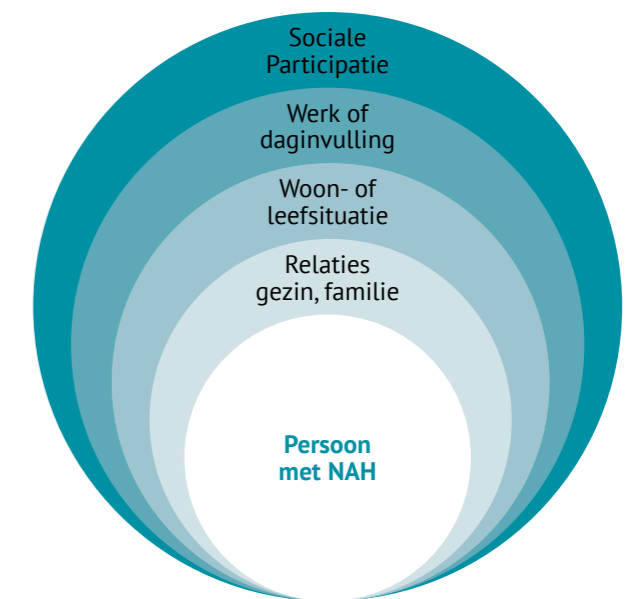 Sociale
Participatie
Werk of
daginvulling
Woon- of
leefsituatie
Relaties
gezin, familie
Persoon
met NAH